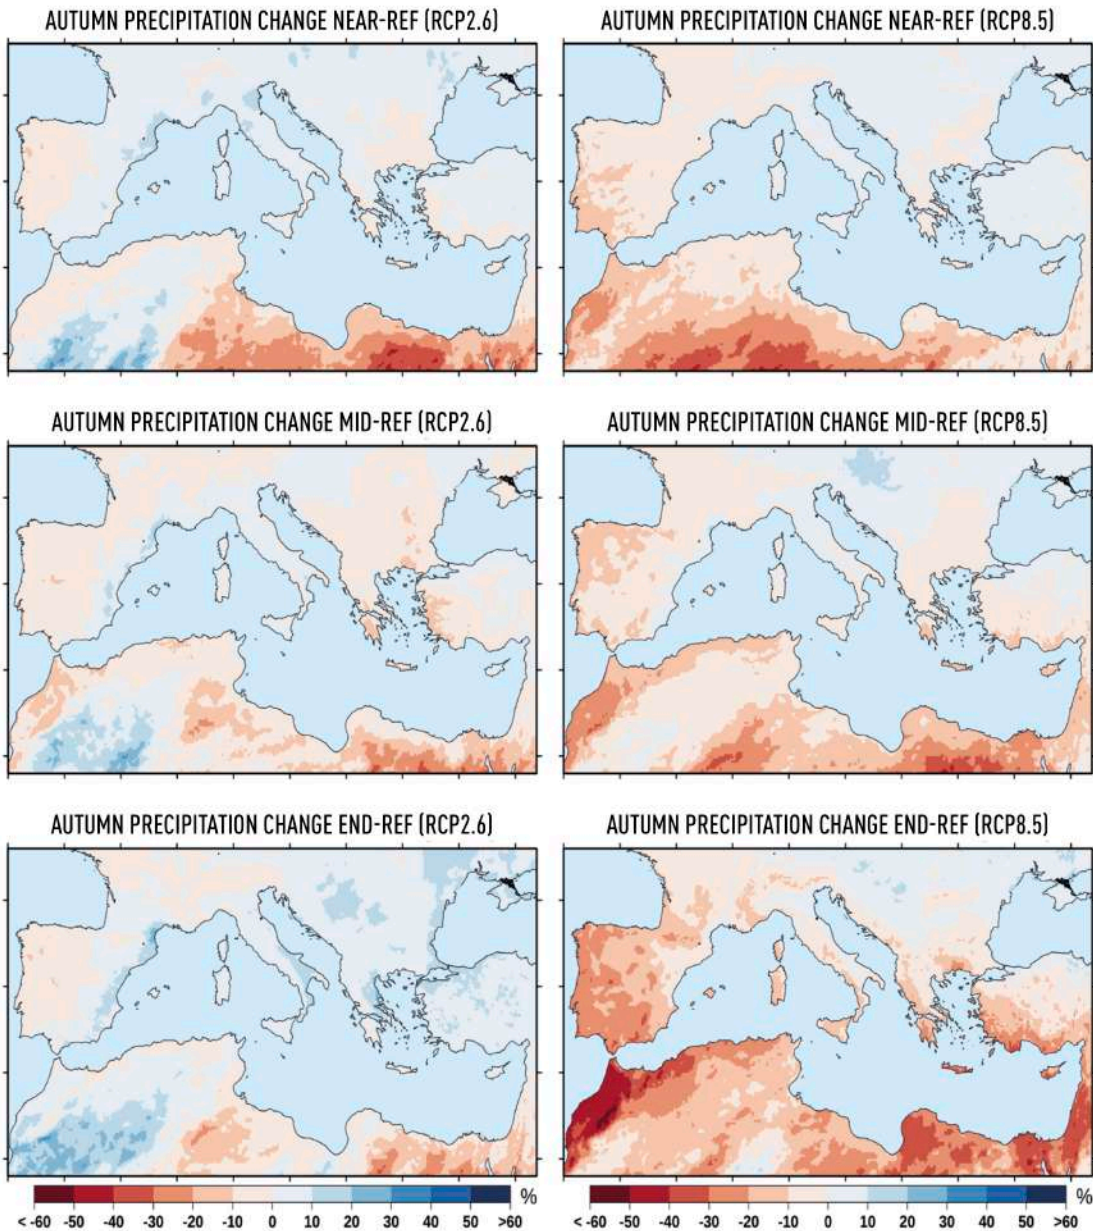 AUTUMN PRECIPITATION CHANGE NEAR-REF (RCP2.6)
AUTUMN PRECIPITATION CHANGE NEAR-REF (RCP8.5)
AUTUMN PRECIPITATION CHANGE MID-REF (RCP2.6)
AUTUMN PRECIPITATION CHANGE MID-REF (RCP8.5)
AUTUMN PRECIPITATION CHANGE END-REF (RCP2.6)
AUTUMN PRECIPITATION CHANGE END-REF (RCP8.5)
%
< -60 -50 -40 -30 -20 -10 0 10 20 30 40 50 >60
%
< -60 -50 -40 -30 -20 -10 0 10 20 30 40 50 >60